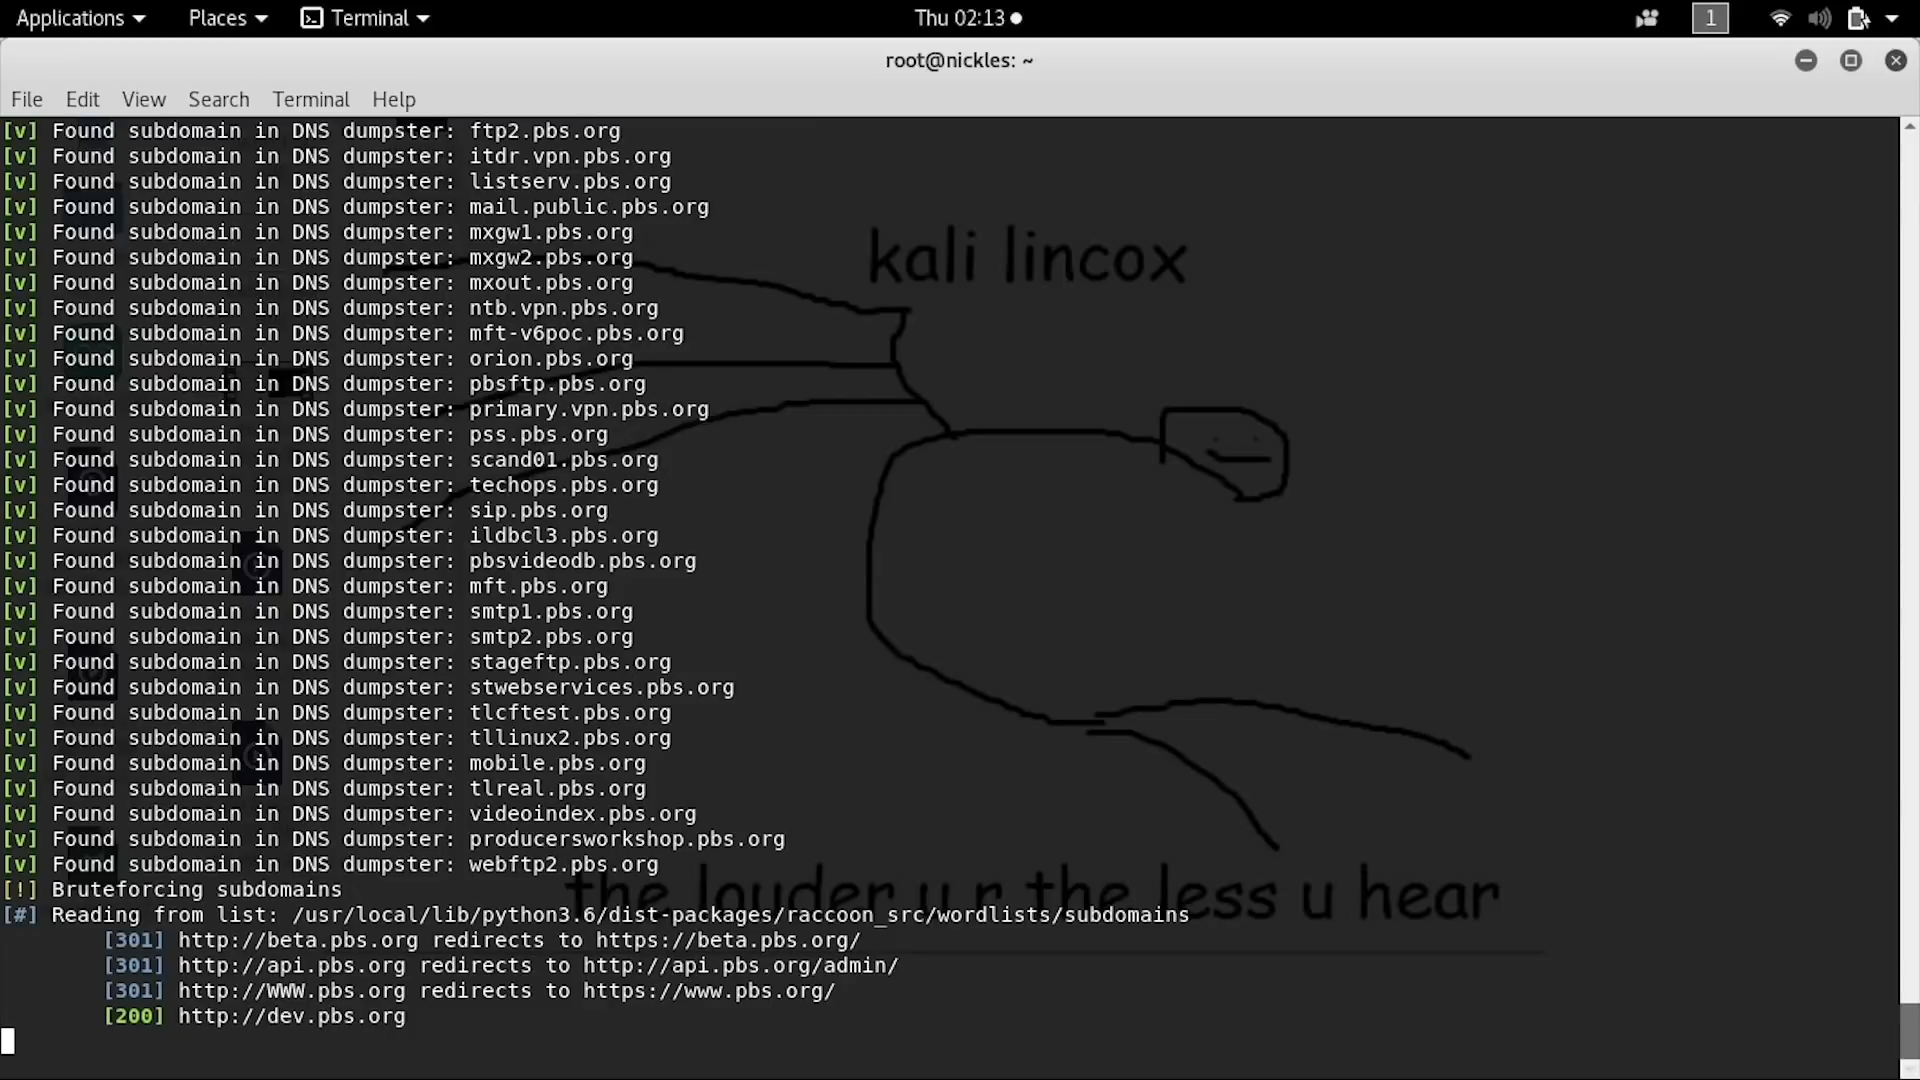 Applications Places Terminal Thu 02:13 1
root@nickles: ~
File Edit View Search Terminal Help
[v] Found subdomain in DNS dumpster: ftp2.pbs.org
[v] Found subdomain in DNS dumpster: itdr.vpn.pbs.org
[v] Found subdomain in DNS dumpster: listserv.pbs.org
[v] Found subdomain in DNS dumpster: mail.public.pbs.org
[v] Found subdomain in DNS dumpster: mxgw1.pbs.org
[v] Found subdomain in DNS dumpster: mxgw2.pbs.org
[v] Found subdomain in DNS dumpster: mxout.pbs.org
[v] Found subdomain in DNS dumpster: ntb.vpn.pbs.org
[v] Found subdomain in DNS dumpster: mft-v6poc.pbs.org
[v] Found subdomain in DNS dumpster: orion.pbs.org
[v] Found subdomain in DNS dumpster: pbsftp.pbs.org
[v] Found subdomain in DNS dumpster: primary.vpn.pbs.org
[v] Found subdomain in DNS dumpster: pss.pbs.org
[v] Found subdomain in DNS dumpster: scand01.pbs.org
[v] Found subdomain in DNS dumpster: techops.pbs.org
[v] Found subdomain in DNS dumpster: sip.pbs.org
[v] Found subdomain in DNS dumpster: ildbcl3.pbs.org
[v] Found subdomain in DNS dumpster: pbsvideodb.pbs.org
[v] Found subdomain in DNS dumpster: mft.pbs.org
[v] Found subdomain in DNS dumpster: smtp1.pbs.org
[v] Found subdomain in DNS dumpster: smtp2.pbs.org
[v] Found subdomain in DNS dumpster: stageftp.pbs.org
[v] Found subdomain in DNS dumpster: stwebservices.pbs.org
[v] Found subdomain in DNS dumpster: tlcftest.pbs.org
[v] Found subdomain in DNS dumpster: tllinux2.pbs.org
[v] Found subdomain in DNS dumpster: mobile.pbs.org
[v] Found subdomain in DNS dumpster: tlreal.pbs.org
[v] Found subdomain in DNS dumpster: videoindex.pbs.org
[v] Found subdomain in DNS dumpster: producersworkshop.pbs.org
[v] Found subdomain in DNS dumpster: webftp2.pbs.org
[!] Bruteforcing subdomains
[#] Reading from list: /usr/local/lib/python3.6/dist-packages/raccoon_src/wordlists/subdomains
[301] http://beta.pbs.org redirects to https://beta.pbs.org/
[301] http://api.pbs.org redirects to http://api.pbs.org/admin/
[301] http://WWW.pbs.org redirects to https://www.pbs.org/
[200] http://dev.pbs.org
kali lincox
the louder u r the less u hear